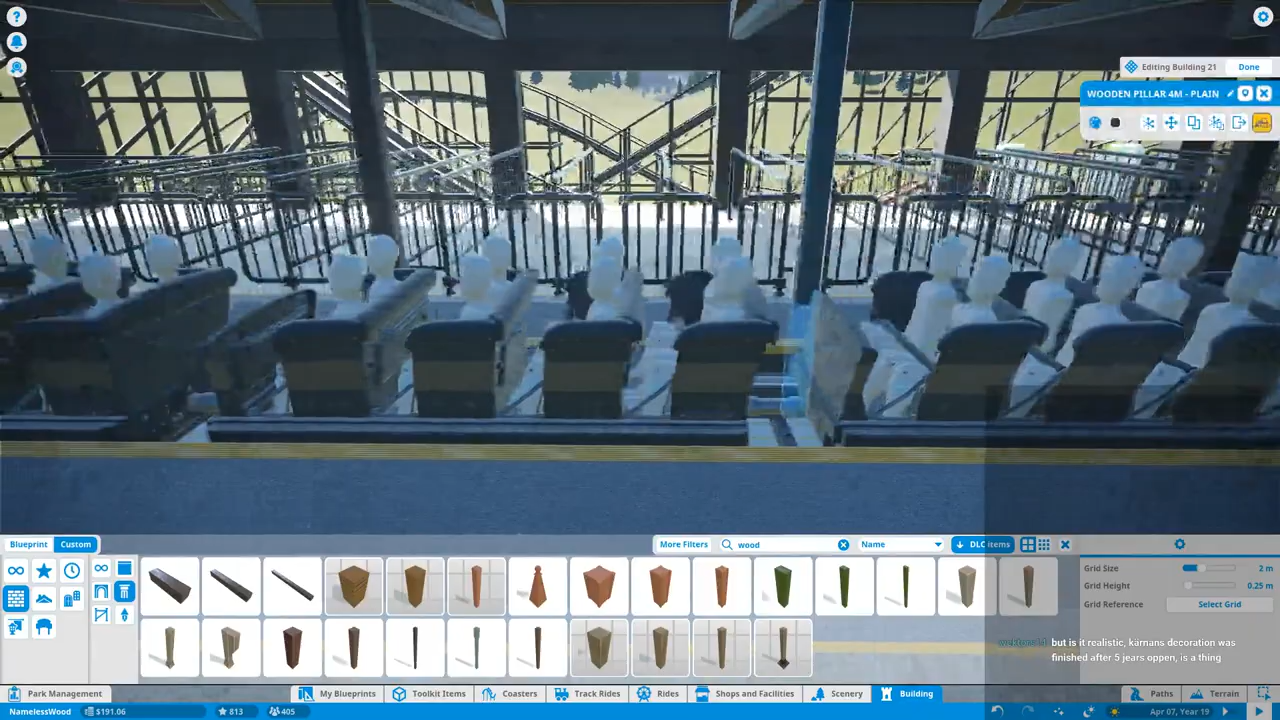 Editing Building 21
Done
WOODEN PILLAR 4M - PLAIN
Blueprint
Custom
More Filters
wood
Name
DLC items
Grid Size
2 m
Grid Height
0.25 m
Grid Reference
Select Grid
but is it realistic, kärnans decoration was
finished after 5 jears oppen, is a thing
Park Management
My Blueprints
Toolkit Items
Coasters
Track Rides
Rides
Shops and Facilities
Scenery
Building
Paths
Terrain
NamelessWood
$191.06
813
405
Apr 07, Year 19